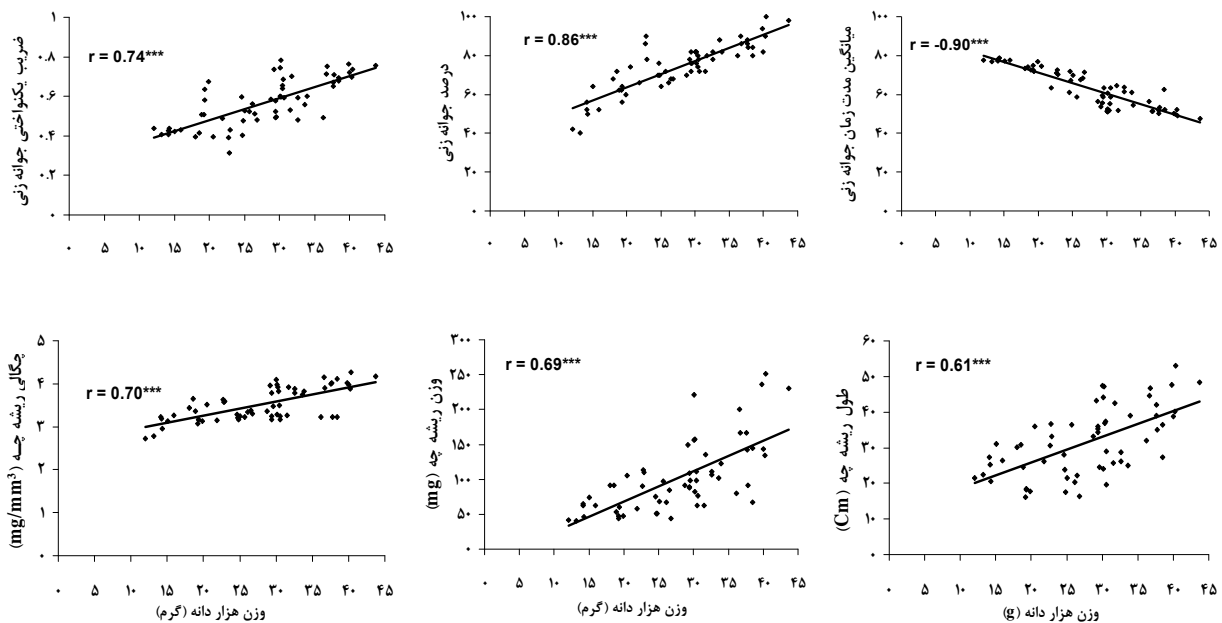 ضریب یکنواختی جوانه زنی
r = 0.74***
۱
۰.۸
۰.۶
۰.۴
۰.۲
۰
۰ ۵ ۱۰ ۱۵ ۲۰ ۲۵ ۳۰ ۳۵ ۴۰ ۴۵
درصد جوانه زنی
r = 0.86***
۱۰۰
۸۰
۶۰
۴۰
۲۰
۰
۰ ۵ ۱۰ ۱۵ ۲۰ ۲۵ ۳۰ ۳۵ ۴۰ ۴۵
میانگین مدت زمان جوانه زنی
r = -0.90***
۱۰۰
۸۰
۶۰
۴۰
۲۰
۰
۰ ۵ ۱۰ ۱۵ ۲۰ ۲۵ ۳۰ ۳۵ ۴۰ ۴۵
چگالی ریشه چه (mg/mm³)
r = 0.70***
۵
۴
۳
۲
۱
۰
۰ ۵ ۱۰ ۱۵ ۲۰ ۲۵ ۳۰ ۳۵ ۴۰ ۴۵
وزن هزار دانه (گرم)
وزن ریشه چه (mg)
r = 0.69***
۳۰۰
۲۵۰
۲۰۰
۱۵۰
۱۰۰
۵۰
۰
۰ ۵ ۱۰ ۱۵ ۲۰ ۲۵ ۳۰ ۳۵ ۴۰ ۴۵
وزن هزار دانه (گرم)
طول ریشه چه (Cm)
r = 0.61***
۶۰
۵۰
۴۰
۳۰
۲۰
۱۰
۰
۰ ۵ ۱۰ ۱۵ ۲۰ ۲۵ ۳۰ ۳۵ ۴۰ ۴۵
وزن هزار دانه (g)